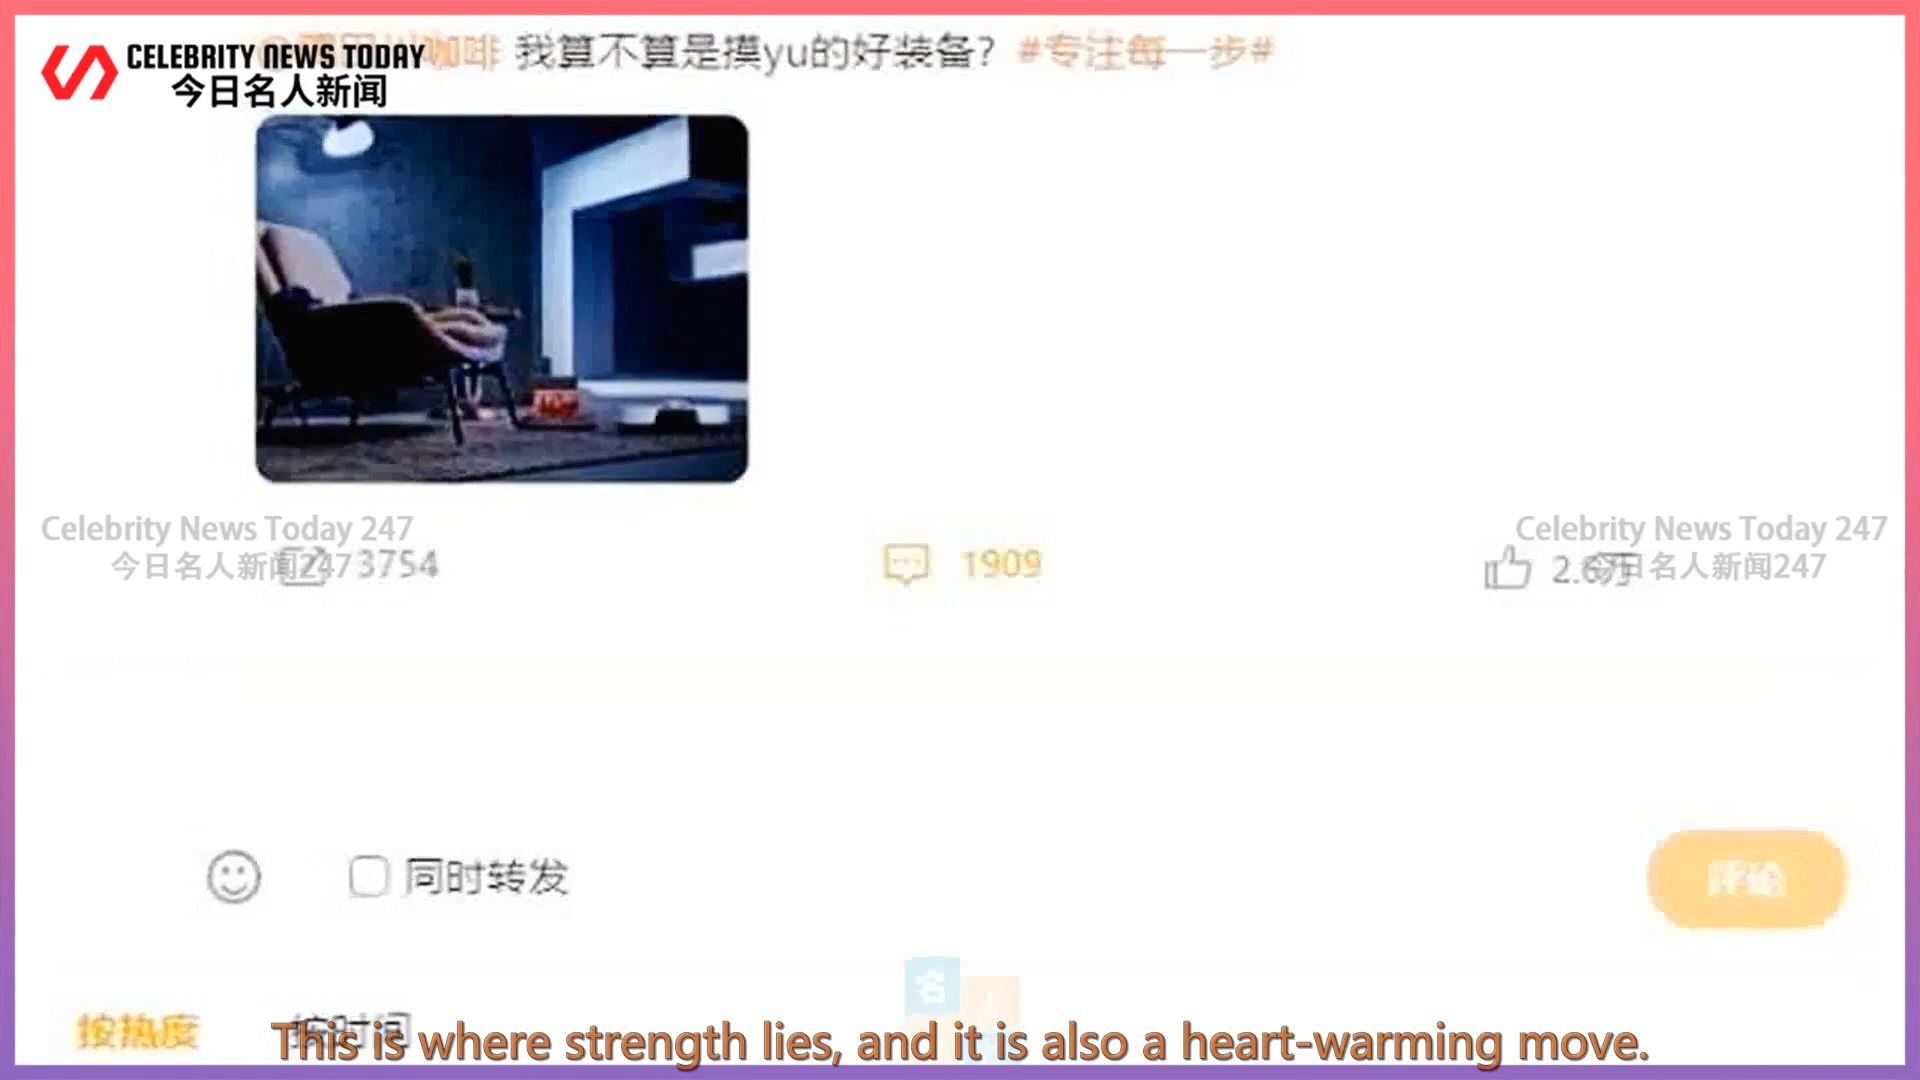 CELEBRITY NEWS TODAY
今日名人新闻
咖啡 我算不算是摸yu的好装备? #专注每一步#
Celebrity News Today 247
今日名人新闻247
3754
1909
Celebrity News Today 247
今日名人新闻247
同时转发
评论
名
按热度
按时间
This is where strength lies, and it is also a heart-warming move.